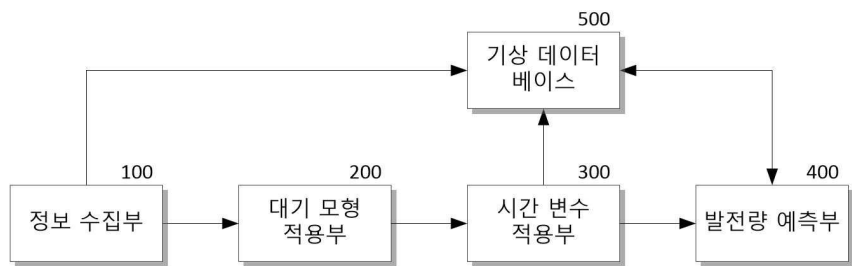 500
기상 데이터
베이스
100
정보 수집부
200
대기 모형
적용부
300
시간 변수
적용부
400
발전량 예측부